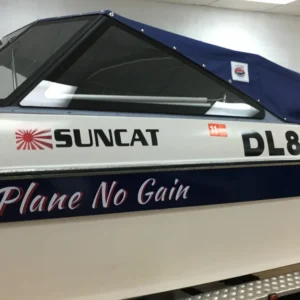 SUNCAT
DL8
Plane No Gain